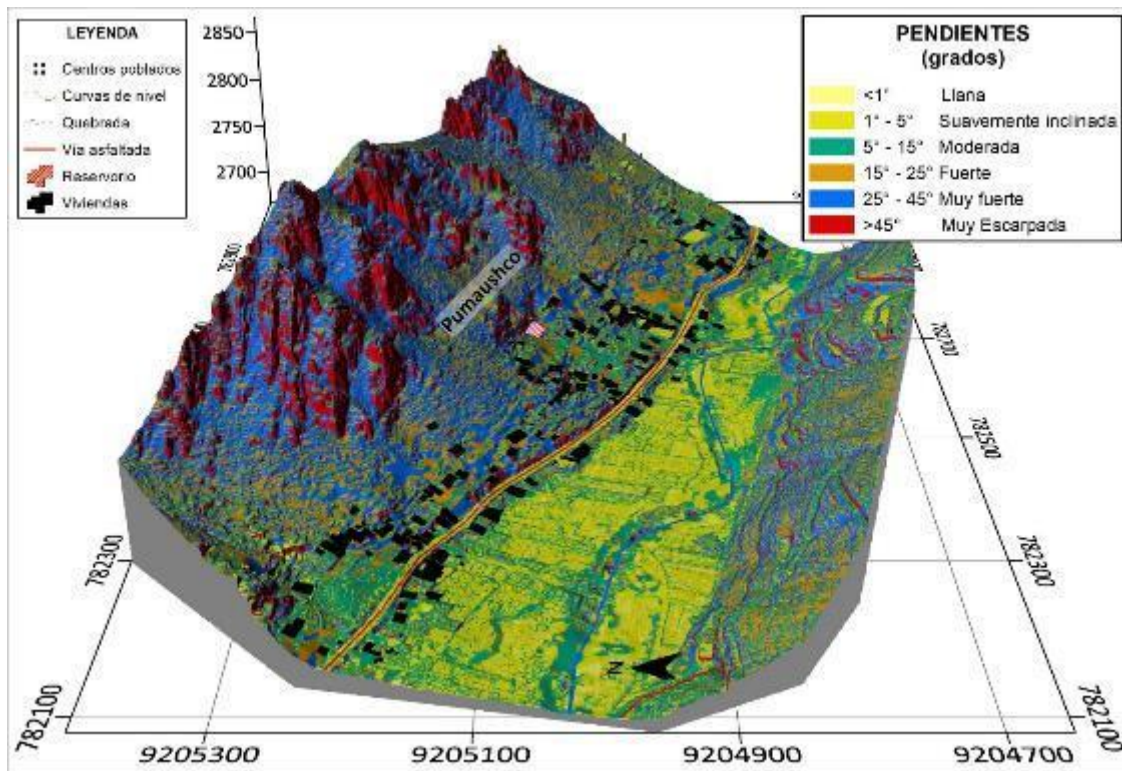 LEYENDA
Centros poblados
Curvas de nivel
Quebrada
Vía asfaltada
Reservorio
Viviendas
PENDIENTES
(grados)
<1° Llana
1° - 5° Suavemente inclinada
5° - 15° Moderada
15° - 25° Fuerte
25° - 45° Muy fuerte
>45° Muy Escarpada
2850
2800
2750
2700
Pumaushco
782500
782300
782300
782100
782100
N
9205300
9205100
9204900
9204700